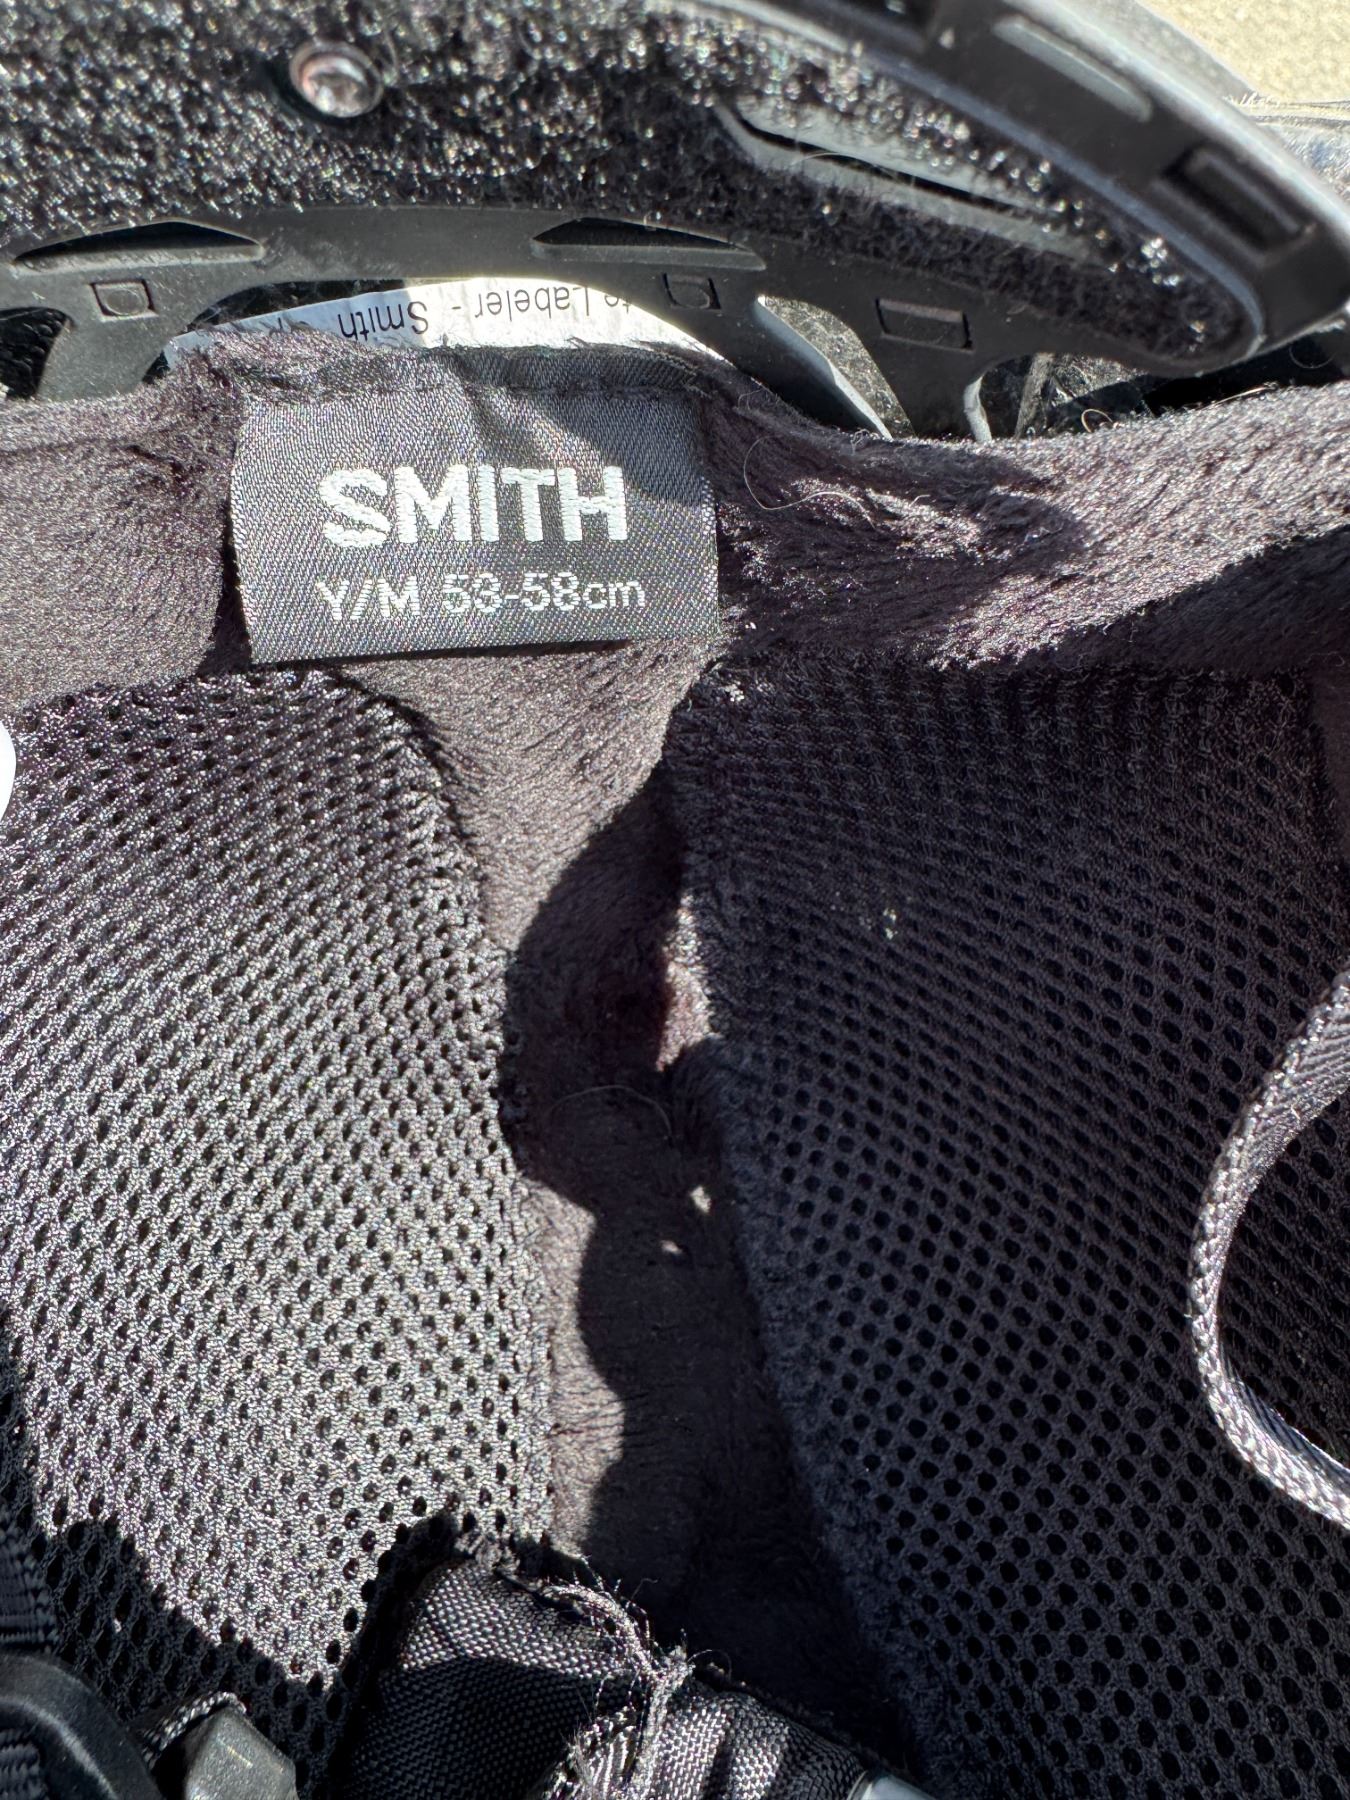 Labeler - Smith
SMITH
Y/M 53-58cm